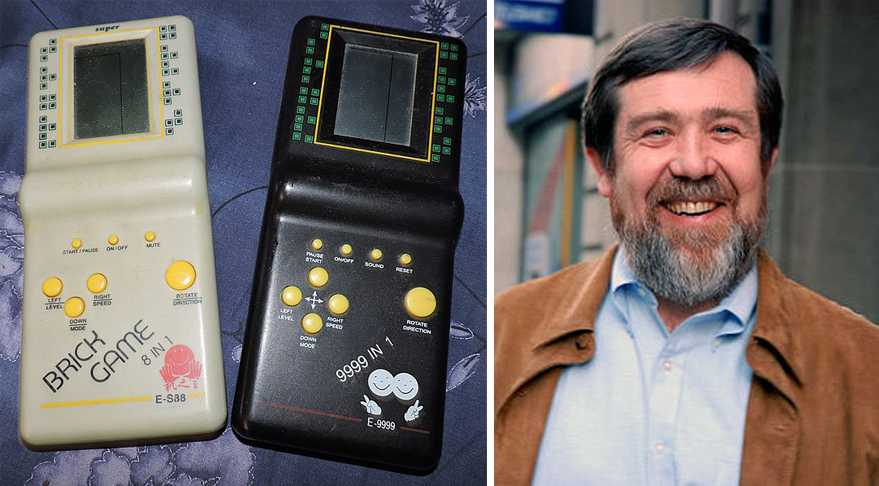 super
START / PAUSE
ON / OFF
MUTE
LEFT
LEVEL
RIGHT
SPEED
DOWN
MODE
ROTATE
DIRECTION
BRICK
GAME
8 IN 1
E-S88
PAUSE
START
ON/OFF
SOUND
RESET
LEFT
LEVEL
RIGHT
SPEED
DOWN
MODE
ROTATE
DIRECTION
9999 IN 1
E-9999